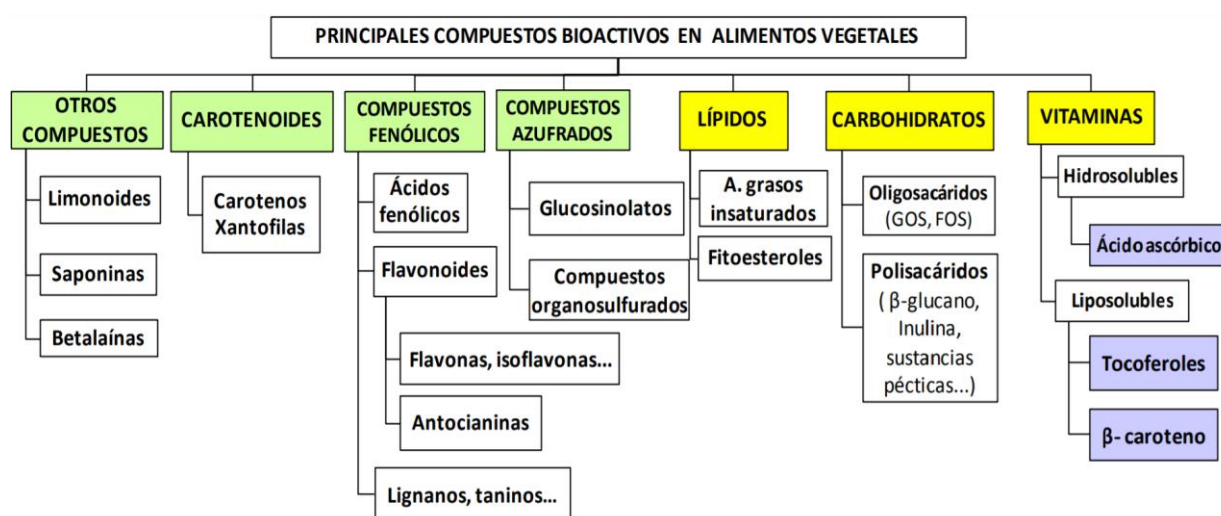 PRINCIPALES COMPUESTOS BIOACTIVOS EN ALIMENTOS VEGETALES
OTROS
COMPUESTOS
Limonoides
Saponinas
Betalaínas
CAROTENOIDES
Carotenos
Xantofilas
COMPUESTOS
FENÓLICOS
Ácidos
fenólicos
Flavonoides
Flavonas, isoflavonas...
Antocianinas
Lignanos, taninos...
COMPUESTOS
AZUFRADOS
Glucosinolatos
Compuestos
organosulfurados
LÍPIDOS
A. grasos
insaturados
Fitoesteroles
CARBOHIDRATOS
Oligosacáridos
(GOS, FOS)
Polisacáridos
( β-glucano,
Inulina,
sustancias
pécticas...)
VITAMINAS
Hidrosolubles
Ácido ascórbico
Liposolubles
Tocoferoles
β- caroteno